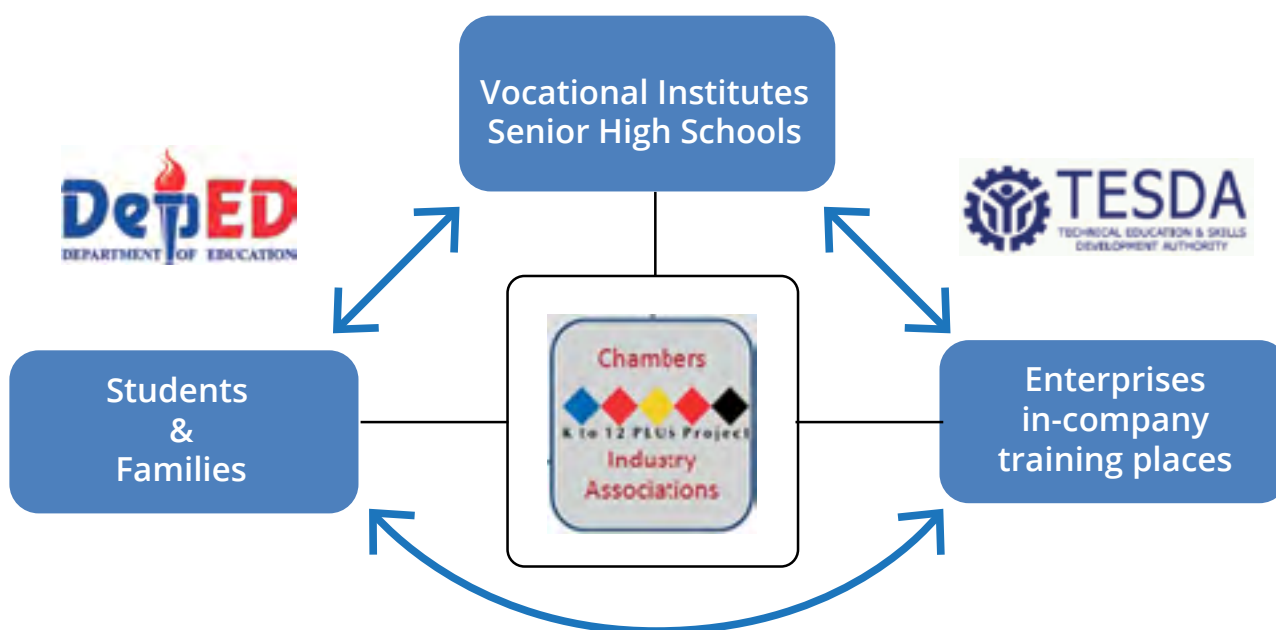 Vocational Institutes
Senior High Schools
DepED
DEPARTMENT OF EDUCATION
TESDA
TECHNICAL EDUCATION & SKILLS
DEVELOPMENT AUTHORITY
Students
&
Families
Chambers
K to 12 PLUs Project
Industry
Associations
Enterprises
in-company
training places